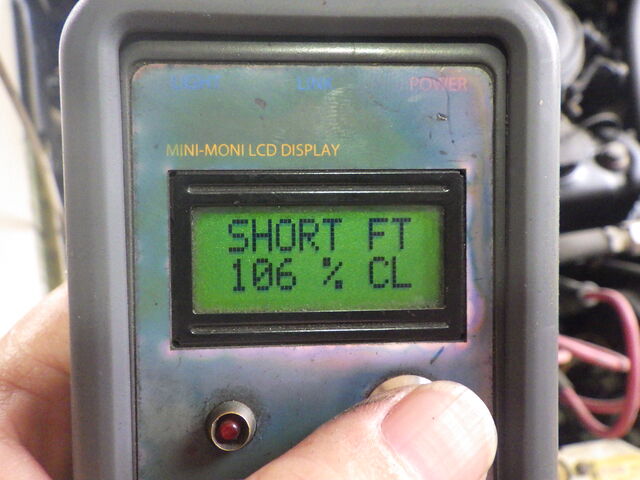 LIGHT LINK POWER
MINI-MONI LCD DISPLAY
SHORT FT
106 % CL